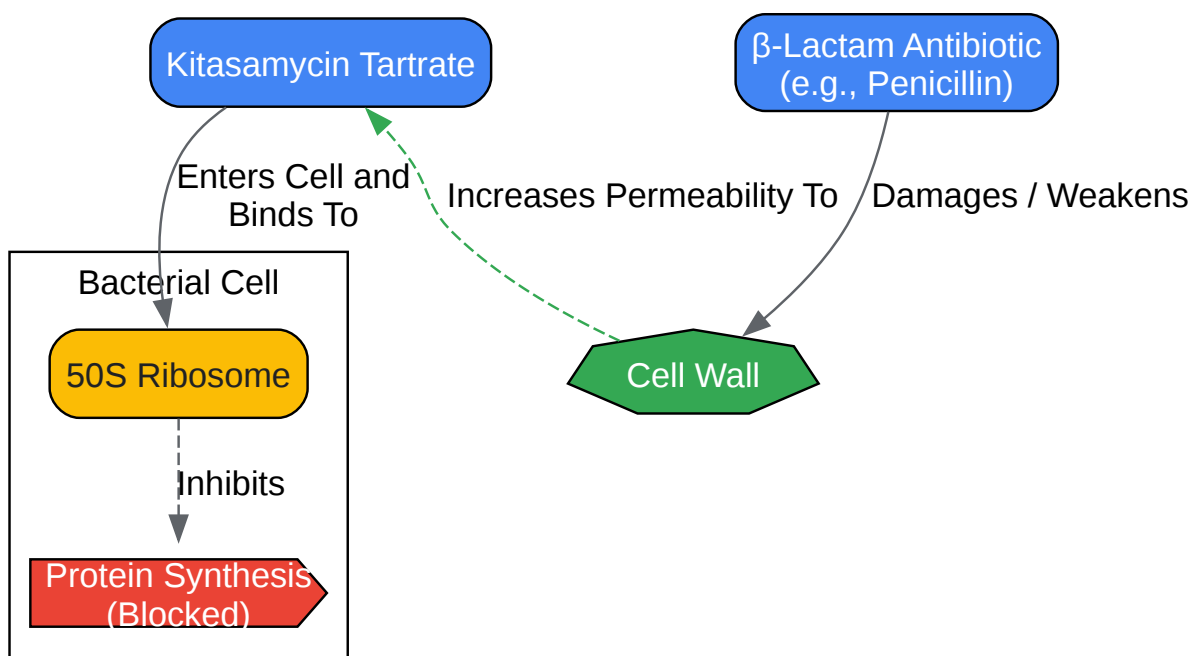 Kitasamycin Tartrate
β-Lactam Antibiotic
(e.g., Penicillin)
Enters Cell and
Binds To
Increases Permeability To
Damages / Weakens
Bacterial Cell
50S Ribosome
Cell Wall
Inhibits
Protein Synthesis
(Blocked)